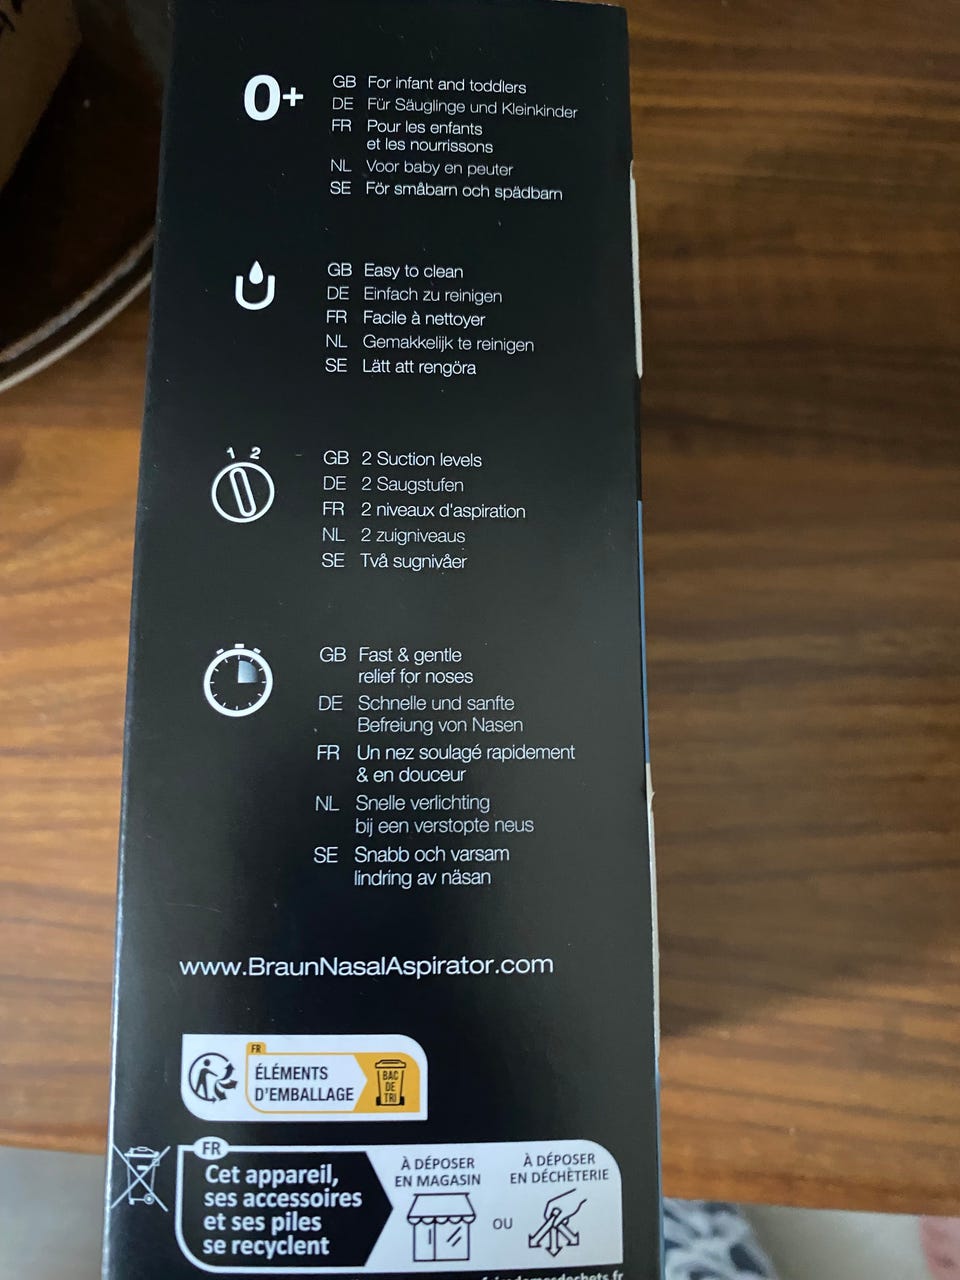 0+
GB For infant and toddlers
DE Für Säuglinge und Kleinkinder
FR Pour les enfants
et les nourrissons
NL Voor baby en peuter
SE För småbarn och spädbarn
GB Easy to clean
DE Einfach zu reinigen
FR Facile à nettoyer
NL Gemakkelijk te reinigen
SE Lätt att rengöra
1 2
GB 2 Suction levels
DE 2 Saugstufen
FR 2 niveaux d'aspiration
NL 2 zuigniveaus
SE Två sugnivåer
GB Fast & gentle
relief for noses
DE Schnelle und sanfte
Befreiung von Nasen
FR Un nez soulagé rapidement
& en douceur
NL Snelle verlichting
bij een verstopte neus
SE Snabb och varsam
lindring av näsan
www.BraunNasalAspirator.com
FR
ÉLÉMENTS
D'EMBALLAGE
BAC
DE
TRI
FR
Cet appareil,
ses accessoires
et ses piles
se recyclent
À DÉPOSER
EN MAGASIN
OU
À DÉPOSER
EN DÉCHÈTERIE